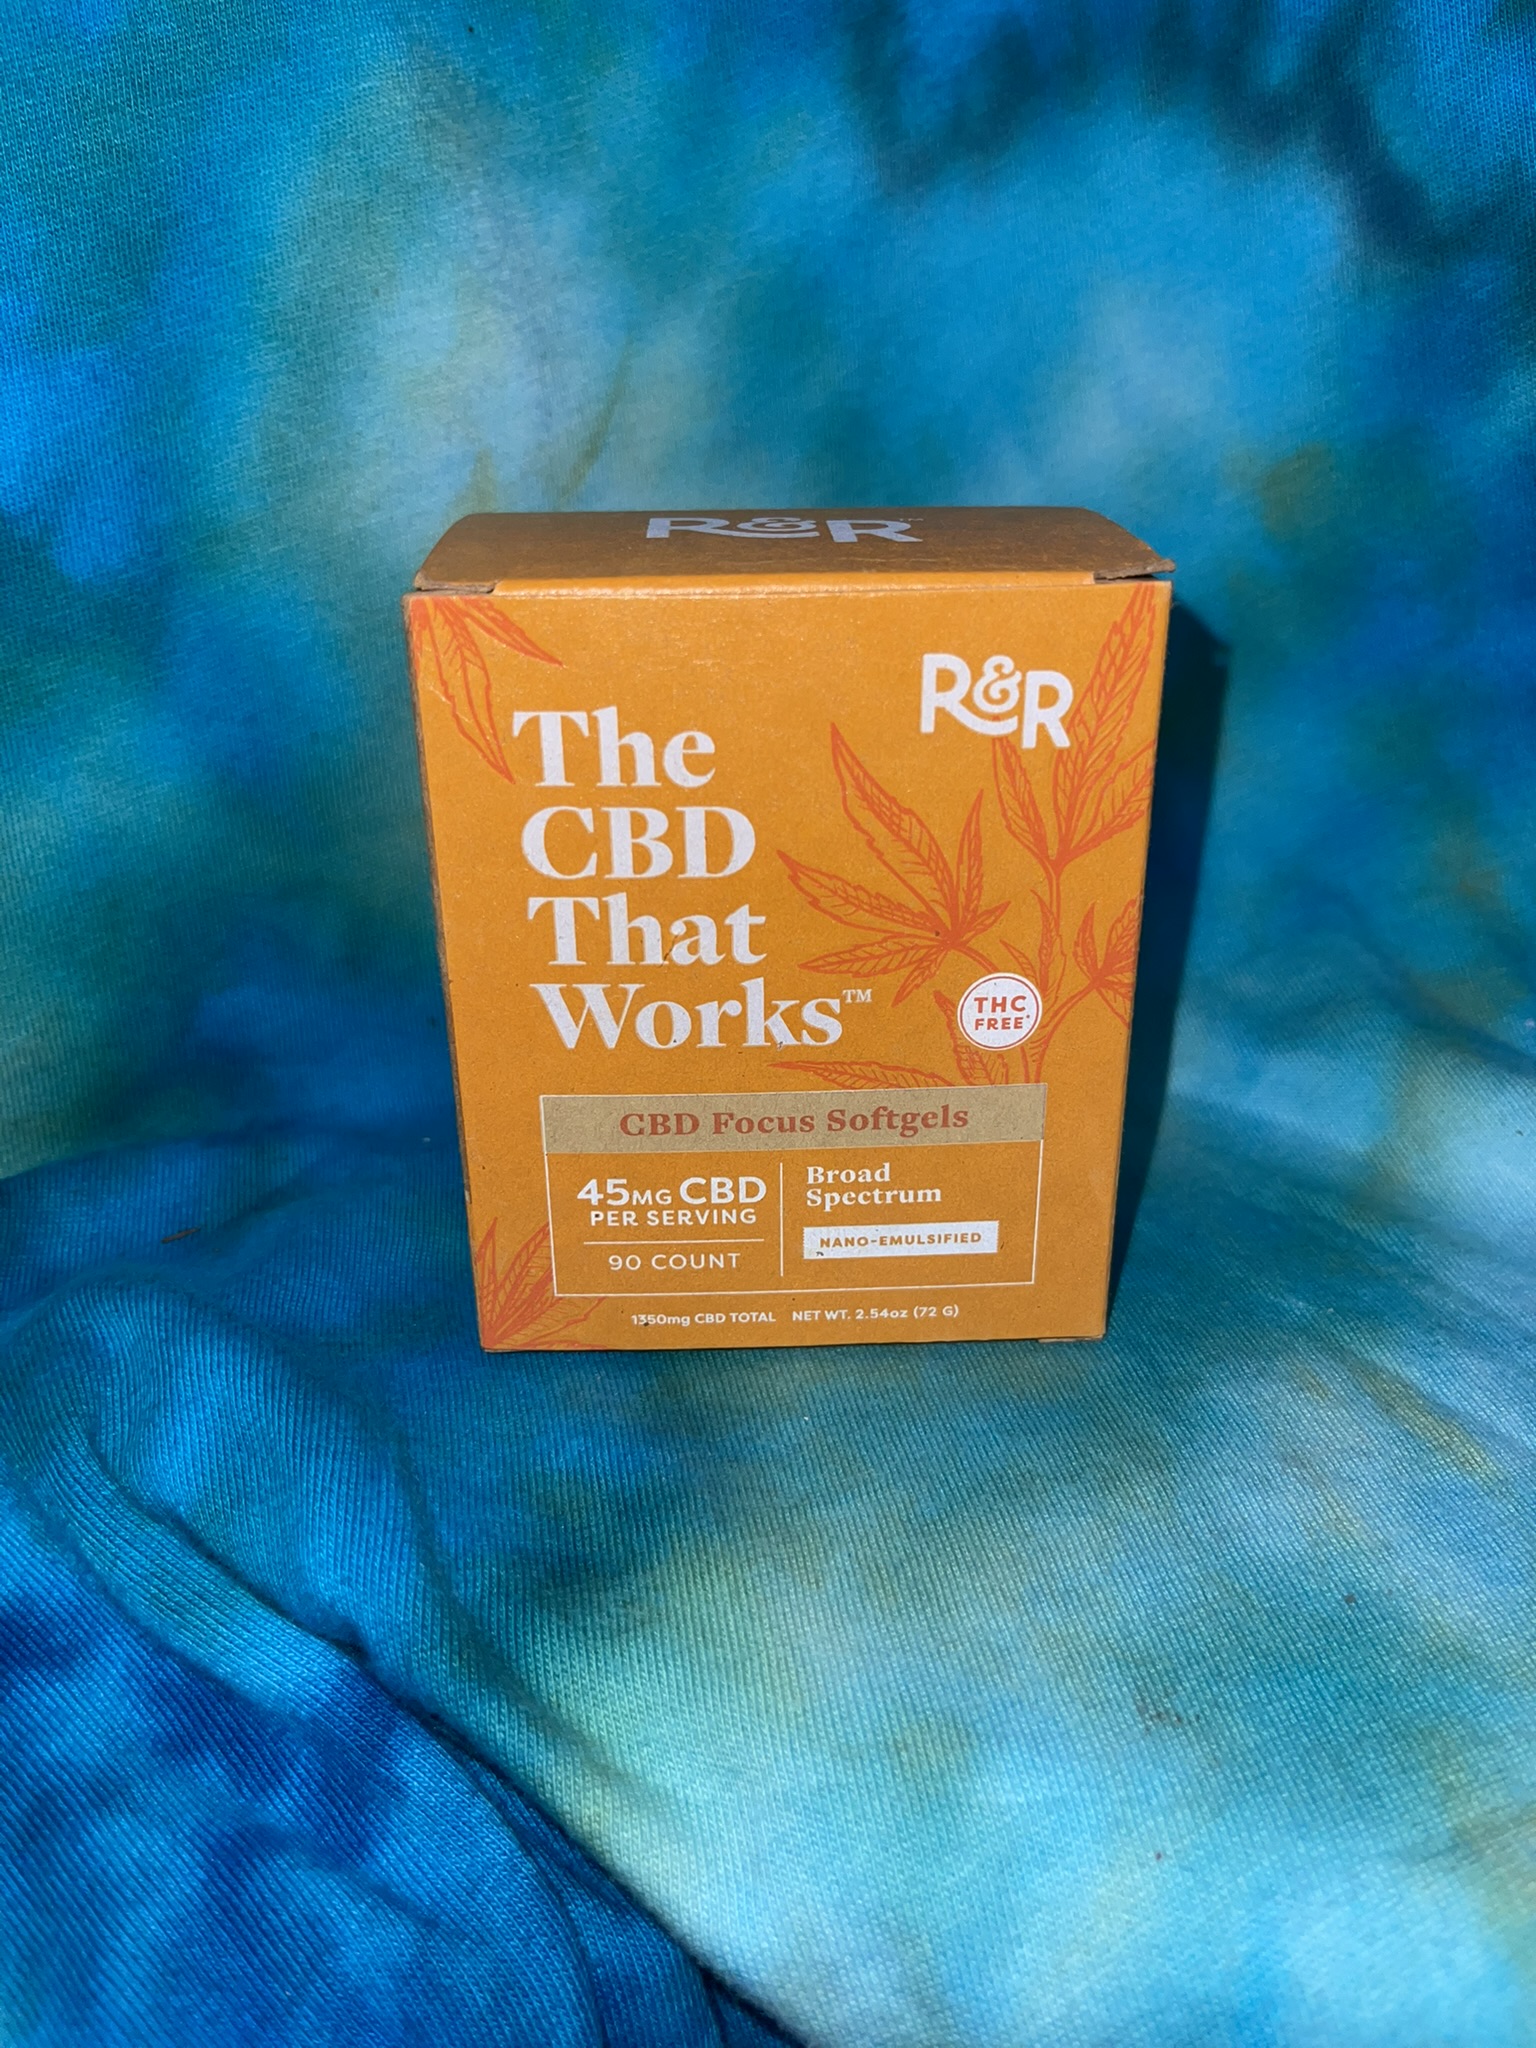 R&R™
R&R
The
CBD
That
Works™
THC
FREE*
CBD Focus Softgels
45MG CBD
PER SERVING
90 COUNT
Broad
Spectrum
NANO-EMULSIFIED
1350mg CBD TOTAL NET WT. 2.54oz (72 G)